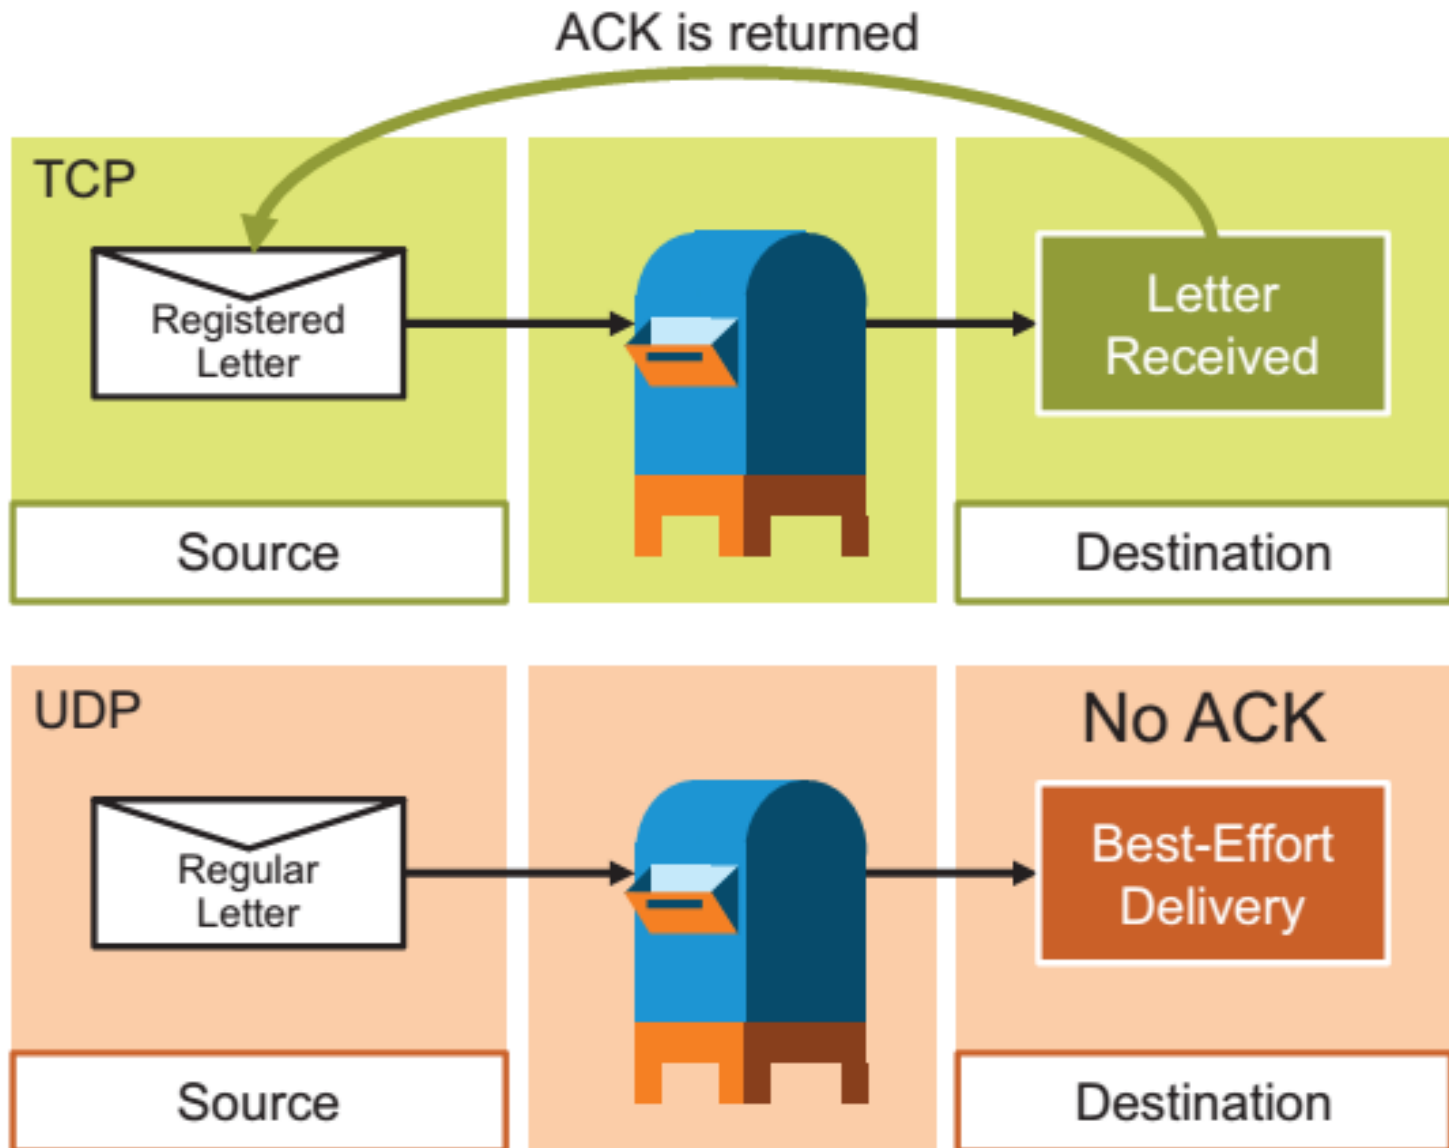 ACK is returned
TCP
Registered
Letter
Letter
Received
Source
Destination
UDP
No ACK
Regular
Letter
Best-Effort
Delivery
Source
Destination